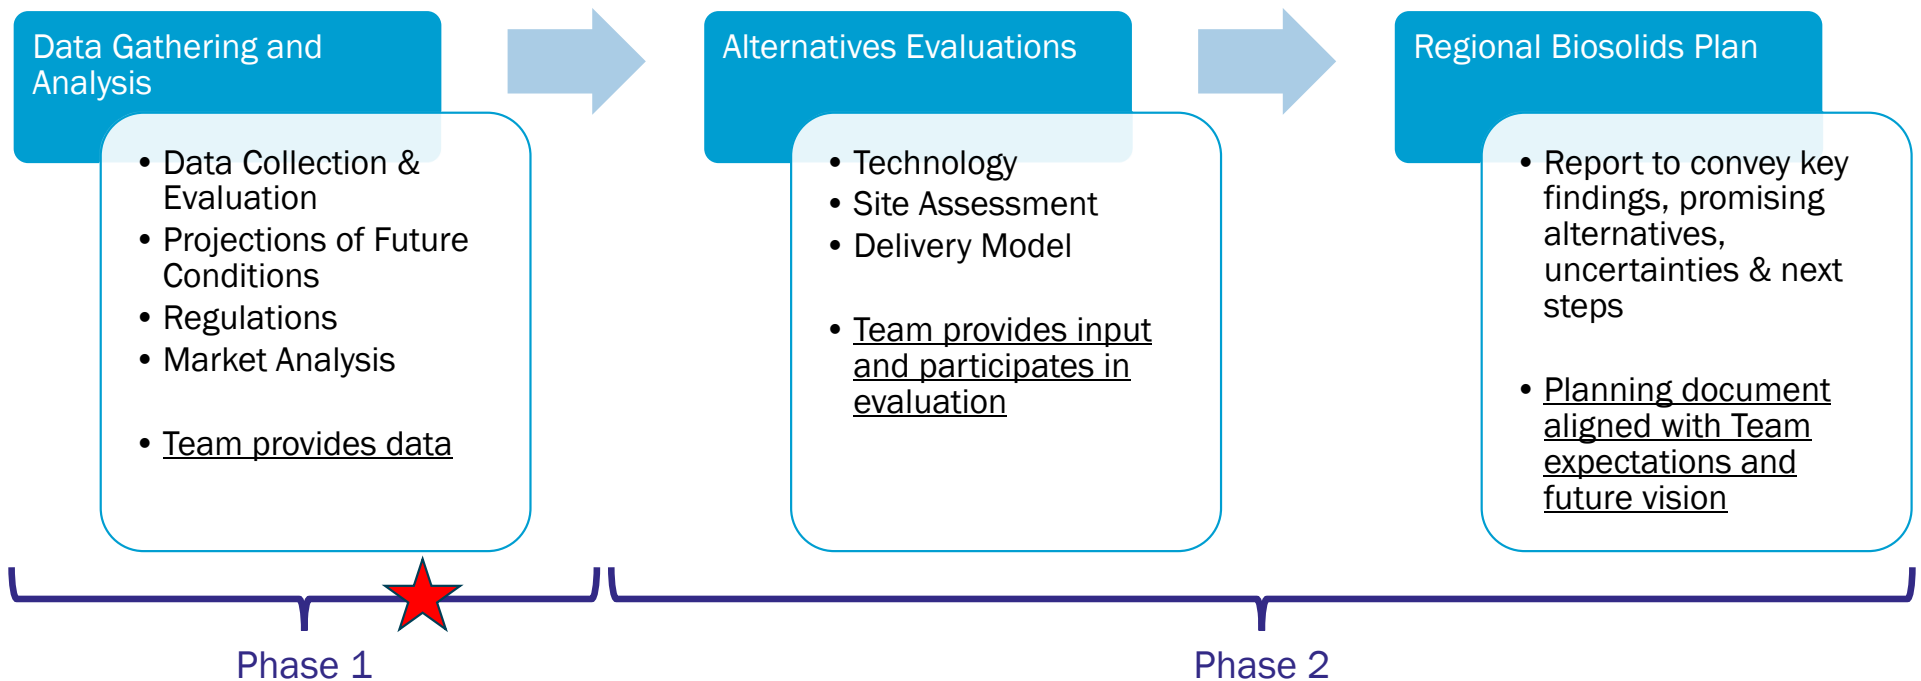 Data Gathering and
Analysis
• Data Collection &
Evaluation
• Projections of Future
Conditions
• Regulations
• Market Analysis
• Team provides data
Alternatives Evaluations
• Technology
• Site Assessment
• Delivery Model
• Team provides input
and participates in
evaluation
Regional Biosolids Plan
• Report to convey key
findings, promising
alternatives,
uncertainties & next
steps
• Planning document
aligned with Team
expectations and
future vision
Phase 1
Phase 2